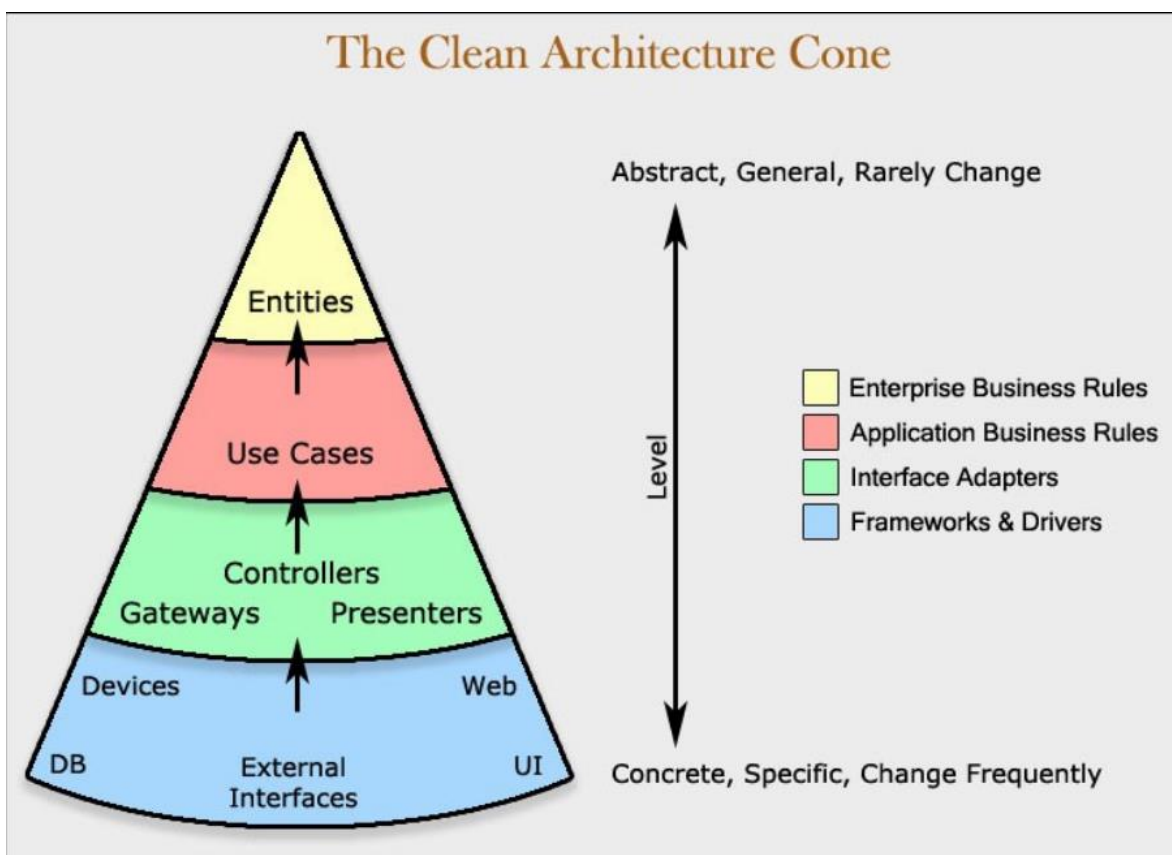 The Clean Architecture Cone
Abstract, General, Rarely Change
Entities
Enterprise Business Rules
Application Business Rules
Use Cases
Level
Interface Adapters
Frameworks & Drivers
Controllers
Gateways Presenters
Devices Web
DB External UI
Interfaces
Concrete, Specific, Change Frequently